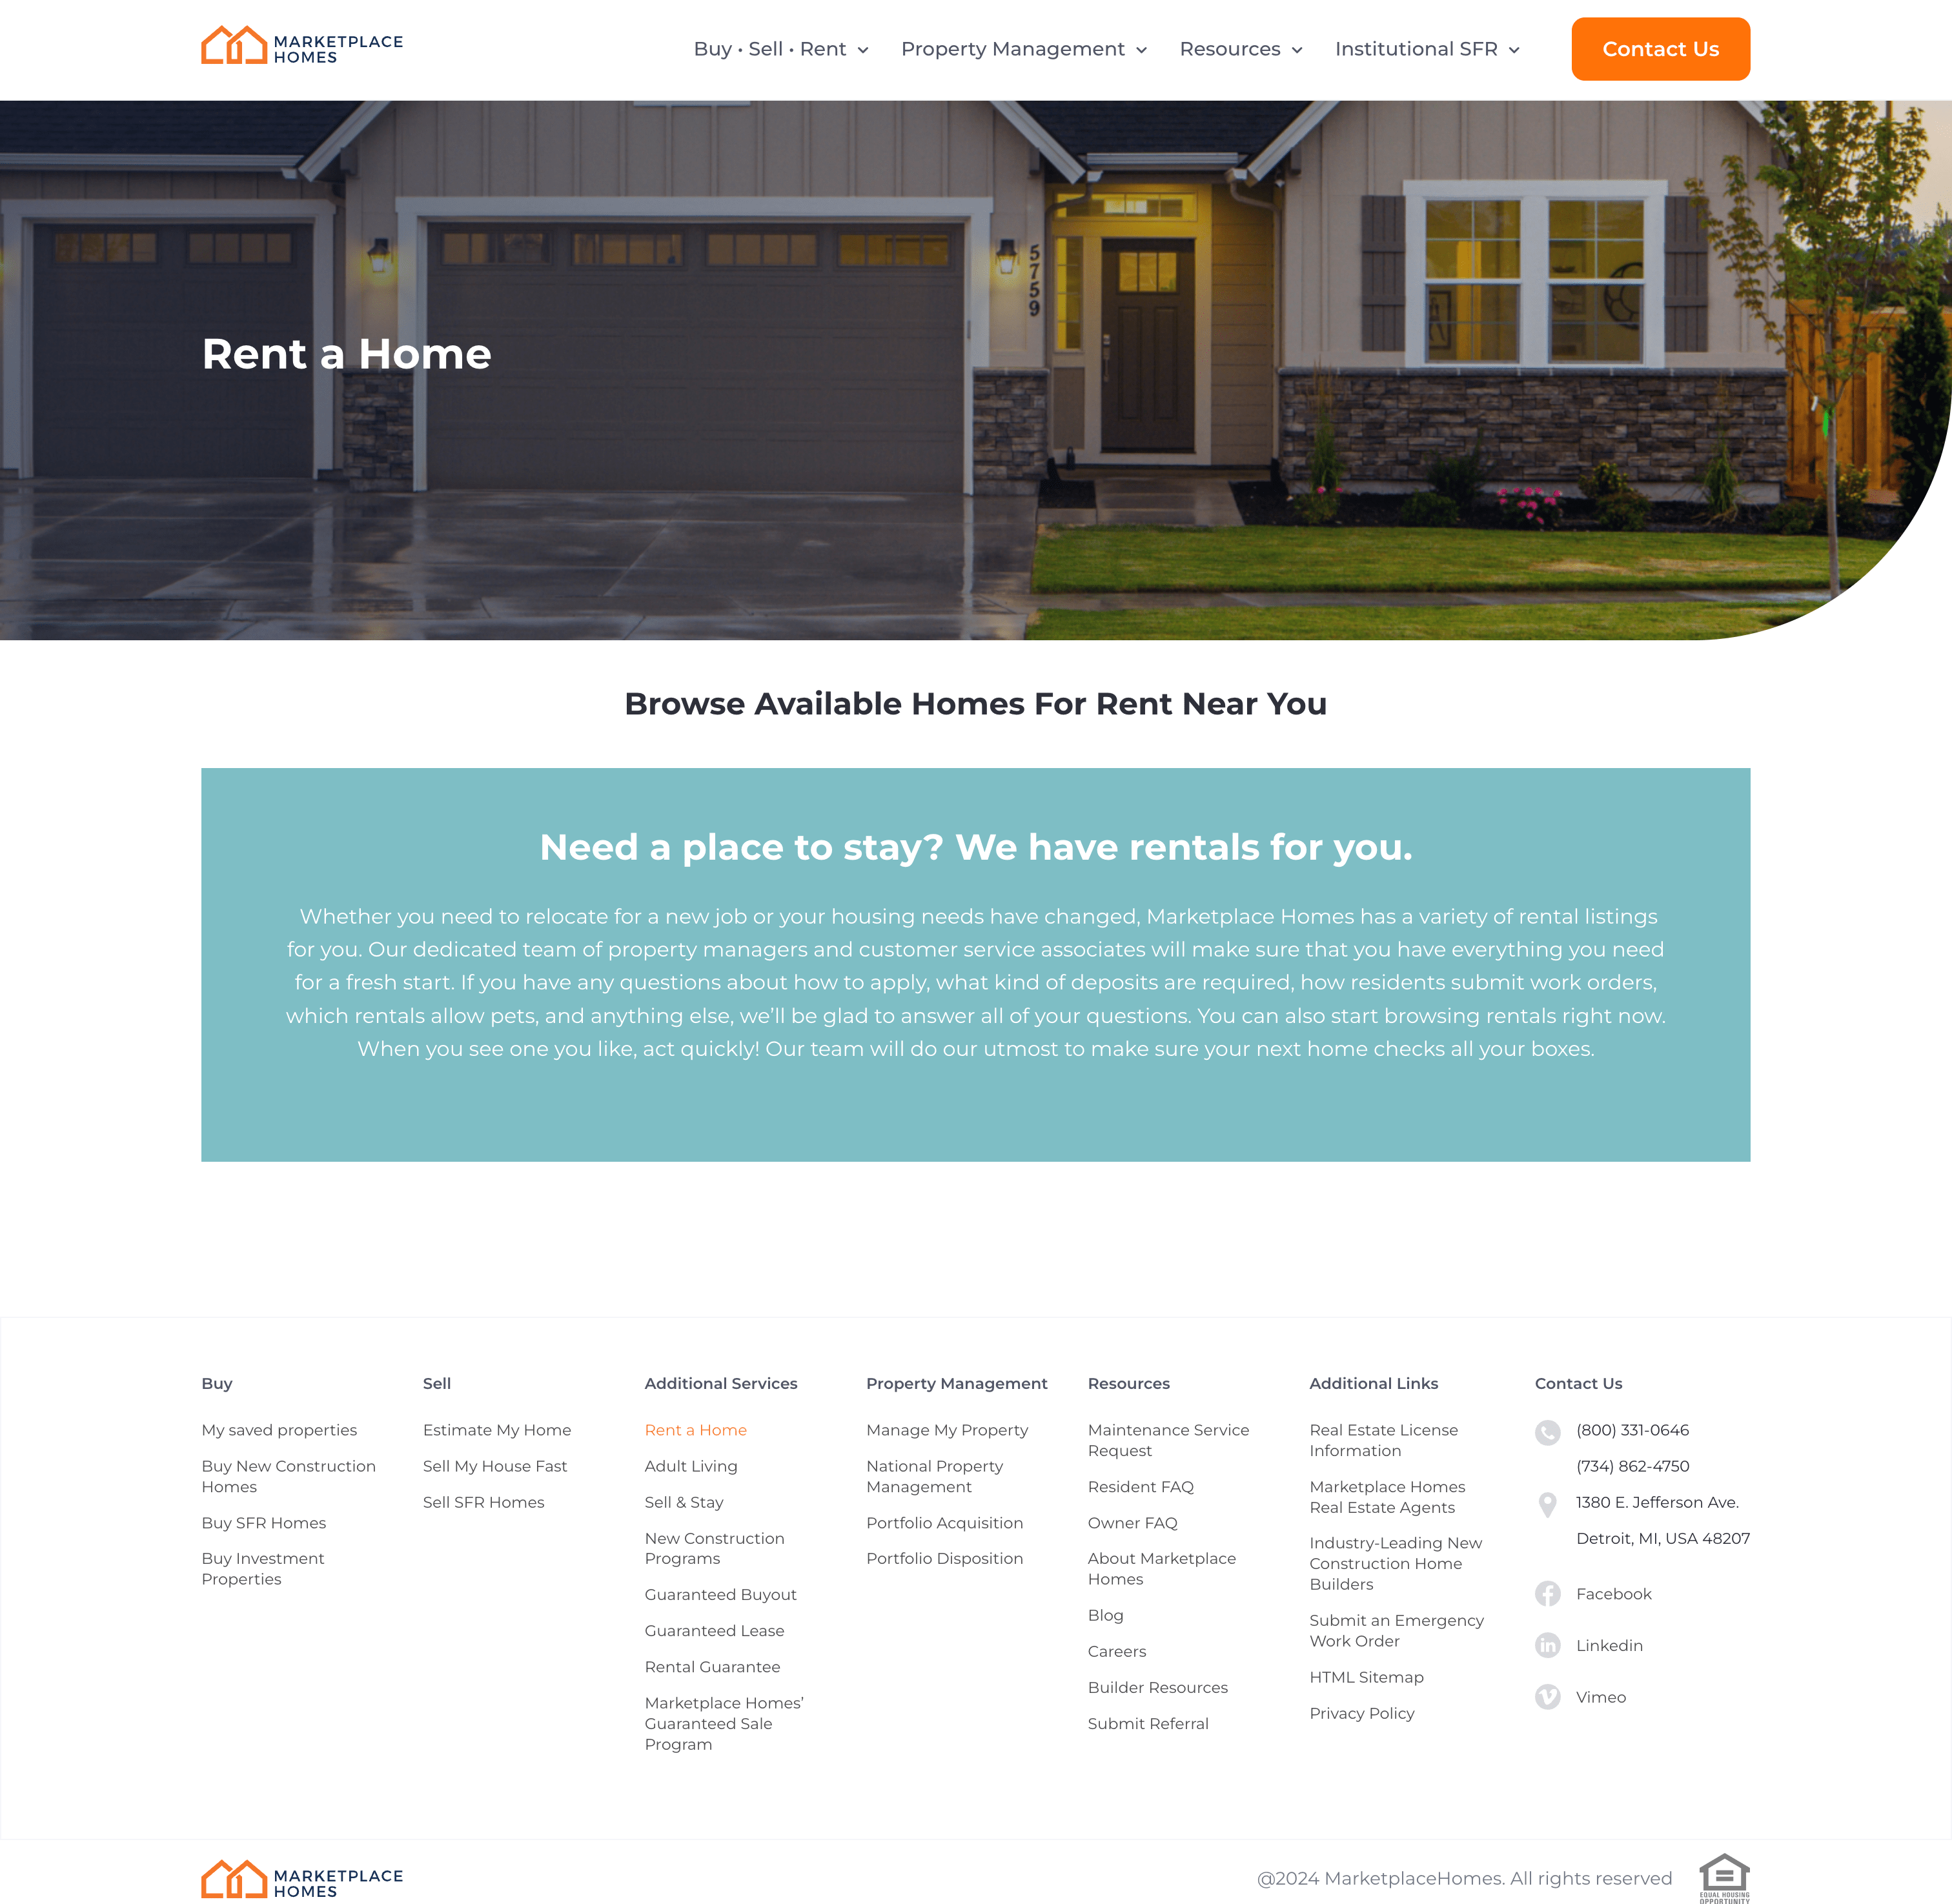 MARKETPLACE
HOMES
Buy • Sell • Rent
Property Management
Resources
Institutional SFR
Contact Us
5759
Rent a Home
Browse Available Homes For Rent Near You
Need a place to stay? We have rentals for you.
Whether you need to relocate for a new job or your housing needs have changed, Marketplace Homes has a variety of rental listings
for you. Our dedicated team of property managers and customer service associates will make sure that you have everything you need
for a fresh start. If you have any questions about how to apply, what kind of deposits are required, how residents submit work orders,
which rentals allow pets, and anything else, we’ll be glad to answer all of your questions. You can also start browsing rentals right now.
When you see one you like, act quickly! Our team will do our utmost to make sure your next home checks all your boxes.
Buy
My saved properties
Buy New Construction
Homes
Buy SFR Homes
Buy Investment
Properties
Sell
Estimate My Home
Sell My House Fast
Sell SFR Homes
Additional Services
Rent a Home
Adult Living
Sell & Stay
New Construction
Programs
Guaranteed Buyout
Guaranteed Lease
Rental Guarantee
Marketplace Homes’
Guaranteed Sale
Program
Property Management
Manage My Property
National Property
Management
Portfolio Acquisition
Portfolio Disposition
Resources
Maintenance Service
Request
Resident FAQ
Owner FAQ
About Marketplace
Homes
Blog
Careers
Builder Resources
Submit Referral
Additional Links
Real Estate License
Information
Marketplace Homes
Real Estate Agents
Industry-Leading New
Construction Home
Builders
Submit an Emergency
Work Order
HTML Sitemap
Privacy Policy
Contact Us
(800) 331-0646
(734) 862-4750
1380 E. Jefferson Ave.
Detroit, MI, USA 48207
Facebook
Linkedin
Vimeo
MARKETPLACE
HOMES
@2024 MarketplaceHomes. All rights reserved
EQUAL HOUSING
OPPORTUNITY